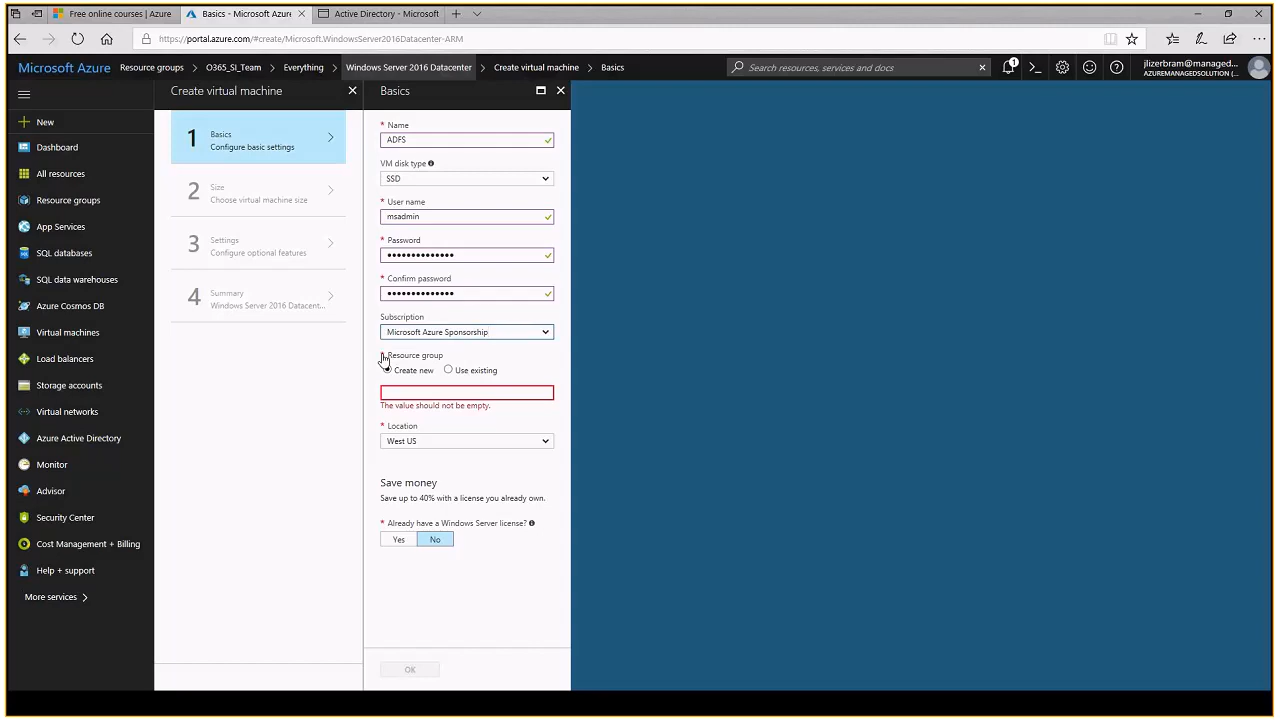 Free online courses | Azure
Basics - Microsoft Azure
Active Directory - Microsoft
https://portal.azure.com/#create/Microsoft.WindowsServer2016Datacenter-ARM
Microsoft Azure
Resource groups
O365_SI_Team
Everything
Windows Server 2016 Datacenter
Create virtual machine
Basics
Search resources, services and docs
1
jlizerbram@managed...
AZUREMANAGEDSOLUTION (...
New
Dashboard
All resources
Resource groups
App Services
SQL databases
SQL data warehouses
Azure Cosmos DB
Virtual machines
Load balancers
Storage accounts
Virtual networks
Azure Active Directory
Monitor
Advisor
Security Center
Cost Management + Billing
Help + support
More services
Create virtual machine
1
Basics
Configure basic settings
2
Size
Choose virtual machine size
3
Settings
Configure optional features
4
Summary
Windows Server 2016 Datacent...
Basics
* Name
ADFS
VM disk type
SSD
* User name
msadmin
* Password
••••••••••••••
* Confirm password
••••••••••••••
Subscription
Microsoft Azure Sponsorship
* Resource group
Create new
Use existing
The value should not be empty.
* Location
West US
Save money
Save up to 40% with a license you already own.
* Already have a Windows Server license?
Yes
No
OK